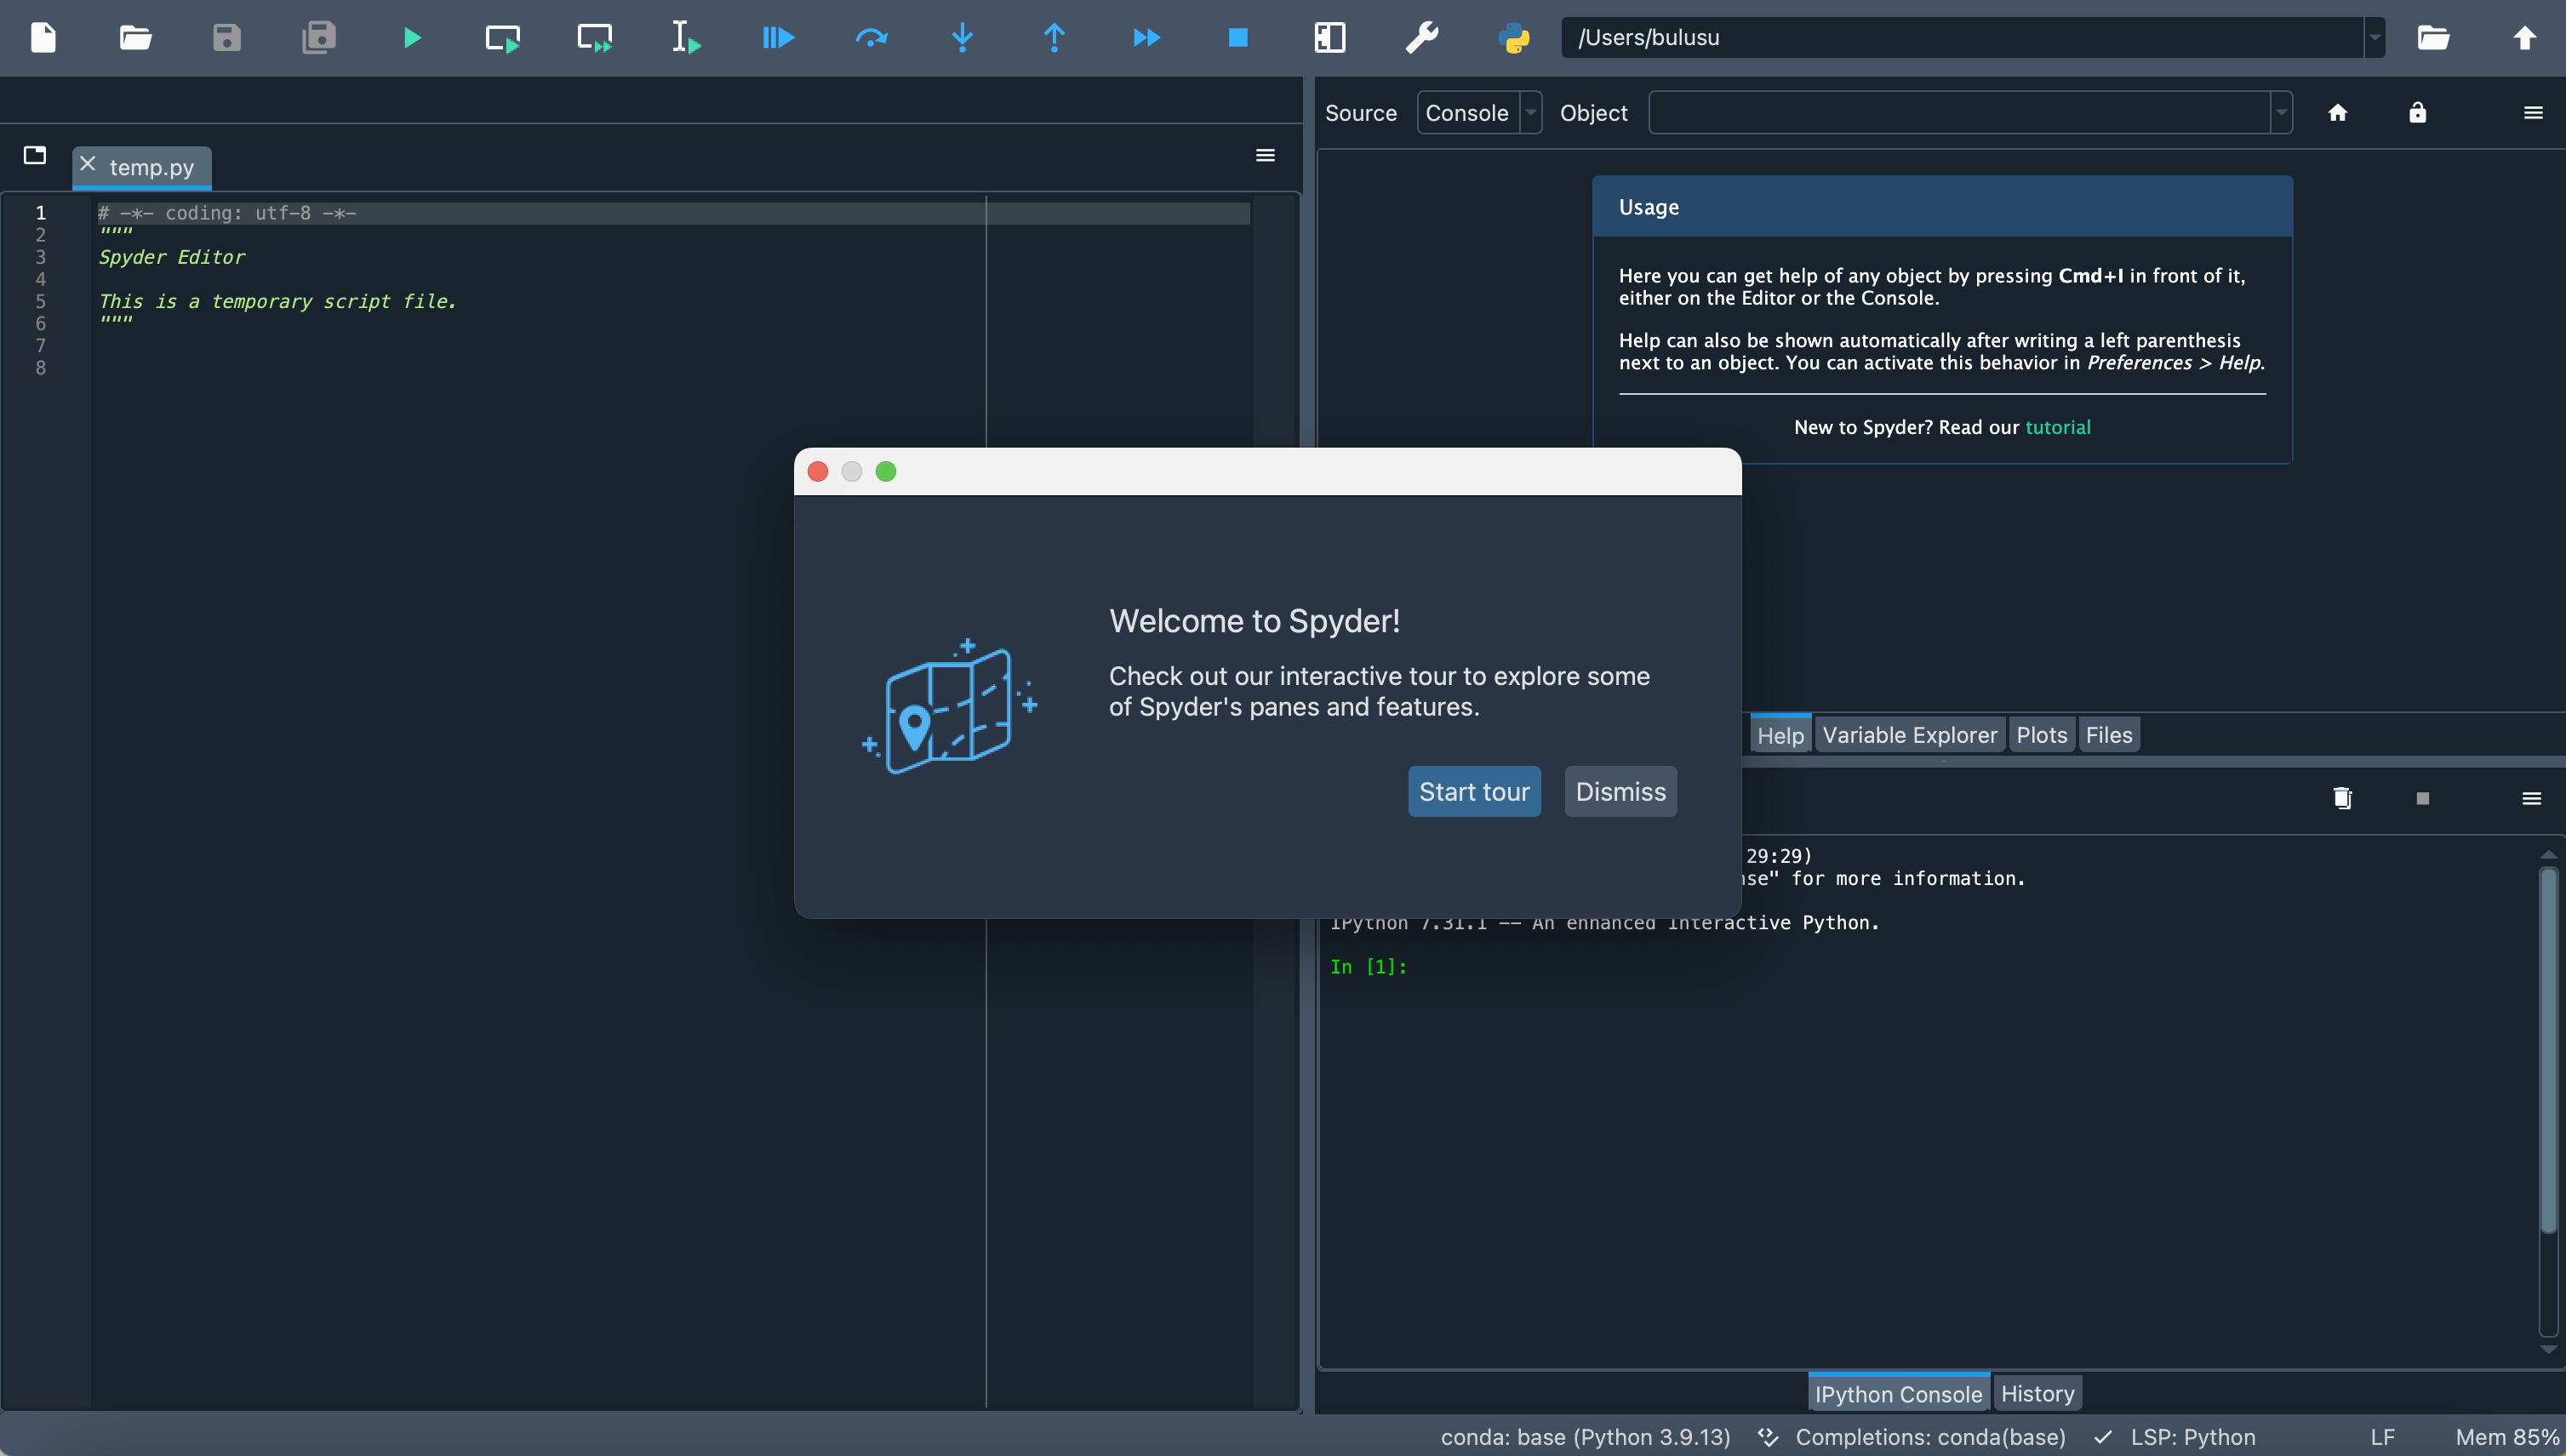 /Users/bulusu
Source Console Object
temp.py
1 # -*- coding: utf-8 -*-
2 """
3 Spyder Editor
4
5 This is a temporary script file.
6 """
7
8
Usage
Here you can get help of any object by pressing Cmd+I in front of it,
either on the Editor or the Console.
Help can also be shown automatically after writing a left parenthesis
next to an object. You can activate this behavior in Preferences > Help.
New to Spyder? Read our tutorial
Welcome to Spyder!
Check out our interactive tour to explore some
of Spyder's panes and features.
Start tour Dismiss
Help Variable Explorer Plots Files
29:29)
nse" for more information.
IPython 7.31.1 -- An enhanced Interactive Python.
In [1]:
IPython Console History
conda: base (Python 3.9.13) Completions: conda(base) LSP: Python LF Mem 85%